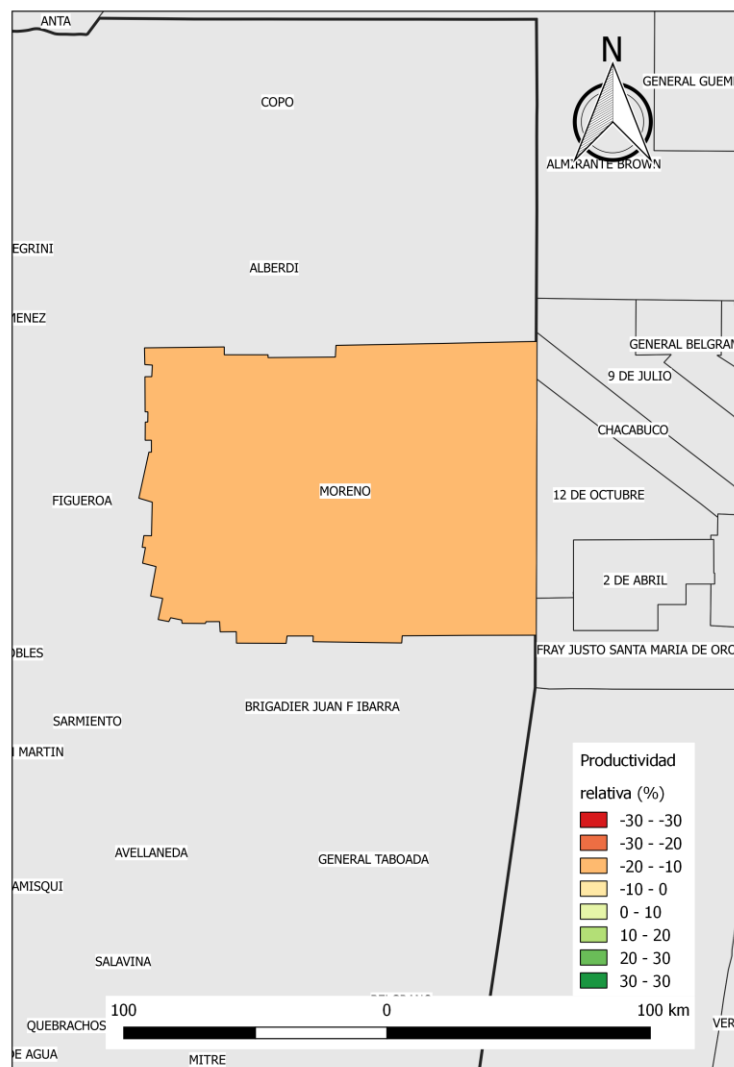 ANTA
N
COPO
GENERAL GUEM
ALMIRANTE BROWN
EGRINI
ALBERDI
MENEZ
GENERAL BELGRAN
9 DE JULIO
CHACABUCO
MORENO
12 DE OCTUBRE
FIGUEROA
2 DE ABRIL
OBLES
FRAY JUSTO SANTA MARIA DE ORO
BRIGADIER JUAN F IBARRA
SARMIENTO
N MARTIN
Productividad
relativa (%)
-30 - -30
-30 - -20
-20 - -10
-10 - 0
0 - 10
10 - 20
20 - 30
30 - 30
AVELLANEDA
GENERAL TABOADA
AMISQUI
SALAVINA
BELGRANO
100 0 100 km
QUEBRACHOS
VER
DE AGUA
MITRE